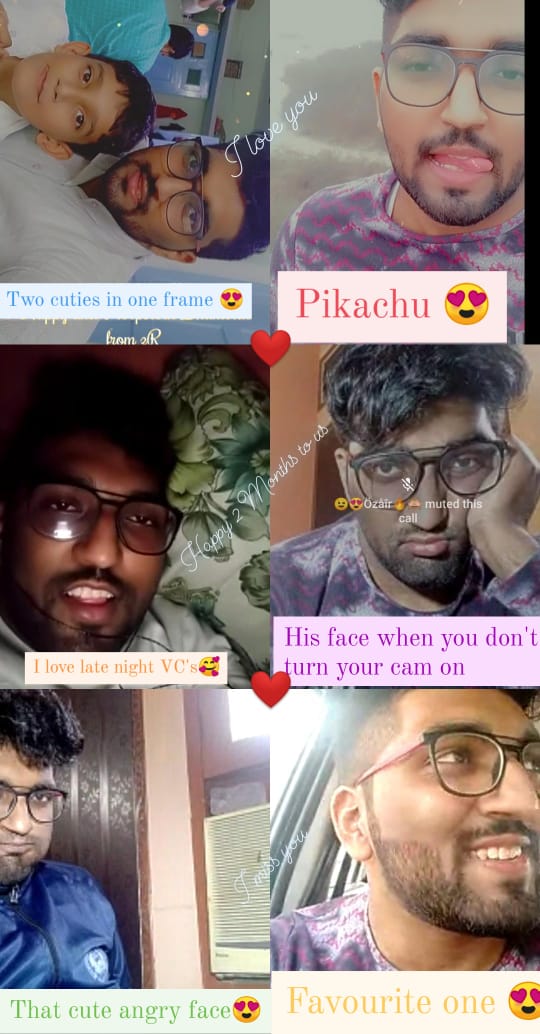 I love you
Two cuties in one frame 😍
from 2R
Pikachu 😍
Happy 2 Months to us
😉😍Özåîr🔥🫶🏻 muted this
call
I love late night VC's🥰
His face when you don't
turn your cam on
I miss you
That cute angry face😍
Favourite one 😍